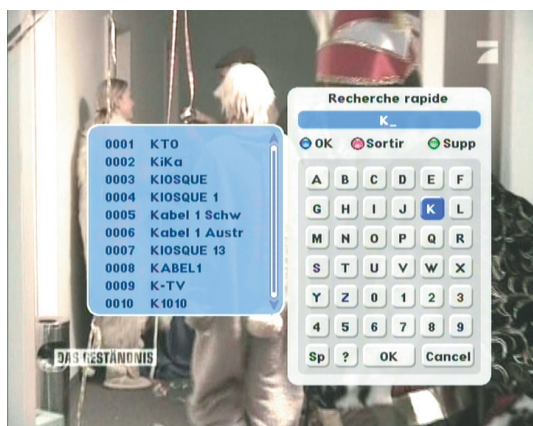 Recherche rapide
K_
OK Sortir Supp
0001 KTO
0002 KiKa
0003 KIOSQUE
0004 KIOSQUE 1
0005 Kabel 1 Schw
0006 Kabel 1 Austr
0007 KIOSQUE 13
0008 KABEL1
0009 K-TV
0010 K1010
A B C D E F
G H I J K L
M N O P Q R
S T U V W X
Y Z 0 1 2 3
4 5 6 7 8 9
Sp ? OK Cancel
DAS GESTÄNDNIS